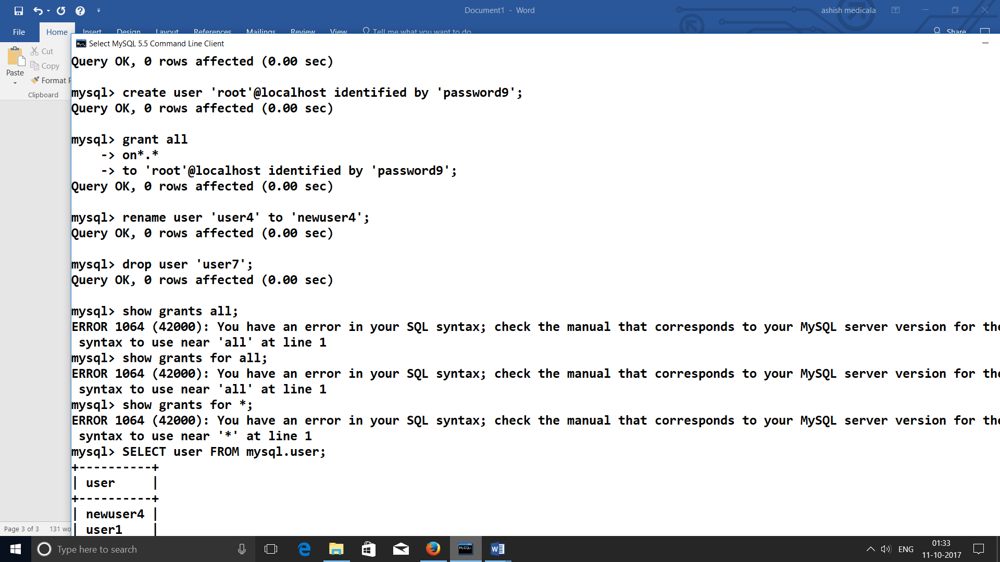 Document1 - Word
ashish medicala
File
Home
Insert
Design
Layout
References
Mailings
Review
View
Tell me what you want to do
Share
Select MySQL 5.5 Command Line Client
Cut
Copy
Paste
Format P
Clipboard
Query OK, 0 rows affected (0.00 sec)
mysql> create user 'root'@localhost identified by 'password9';
Query OK, 0 rows affected (0.00 sec)
mysql> grant all
-> on*.*
-> to 'root'@localhost identified by 'password9';
Query OK, 0 rows affected (0.00 sec)
mysql> rename user 'user4' to 'newuser4';
Query OK, 0 rows affected (0.00 sec)
mysql> drop user 'user7';
Query OK, 0 rows affected (0.00 sec)
mysql> show grants all;
ERROR 1064 (42000): You have an error in your SQL syntax; check the manual that corresponds to your MySQL server version for the
syntax to use near 'all' at line 1
mysql> show grants for all;
ERROR 1064 (42000): You have an error in your SQL syntax; check the manual that corresponds to your MySQL server version for the
syntax to use near 'all' at line 1
mysql> show grants for *;
ERROR 1064 (42000): You have an error in your SQL syntax; check the manual that corresponds to your MySQL server version for the
syntax to use near '*' at line 1
mysql> SELECT user FROM mysql.user;
+----------+
| user     |
+----------+
| newuser4 |
| user1    |
Page 3 of 3 131 wo
Type here to search
ENG
01:33
11-10-2017